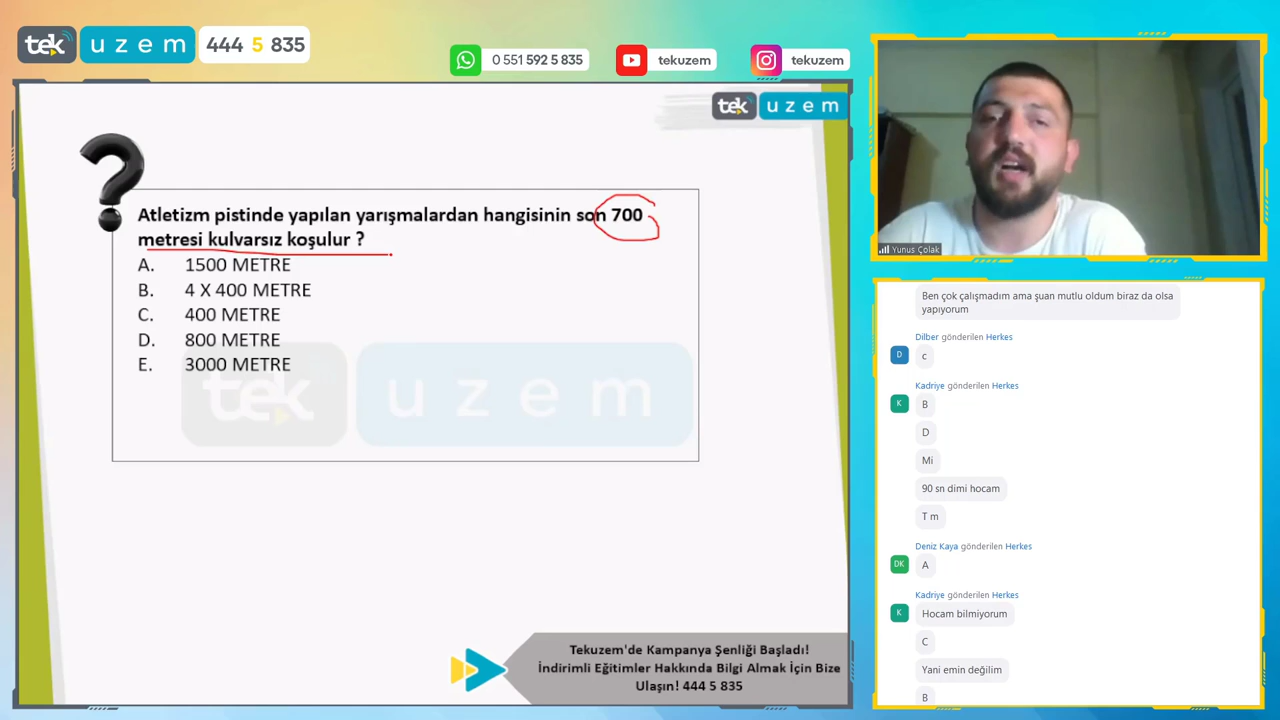 tek uzem 444 5 835
0 551 592 5 835 tekuzem tekuzem
tek uzem
Atletizm pistinde yapılan yarışmalardan hangisinin son 700
metresi kulvarsız koşulur ?
A. 1500 METRE
B. 4 X 400 METRE
C. 400 METRE
D. 800 METRE
E. 3000 METRE
tek uzem
Tekuzem'de Kampanya Şenliği Başladı!
İndirimli Eğitimler Hakkında Bilgi Almak İçin Bize
Ulaşın! 444 5 835
Yunus Çolak
Ben çok çalışmadım ama şuan mutlu oldum biraz da olsa
yapıyorum
Dilber gönderilen Herkes
D c
Kadriye gönderilen Herkes
K B
D
Mi
90 sn dimi hocam
T m
Deniz Kaya gönderilen Herkes
DK A
Kadriye gönderilen Herkes
K Hocam bilmiyorum
C
Yani emin değilim
B